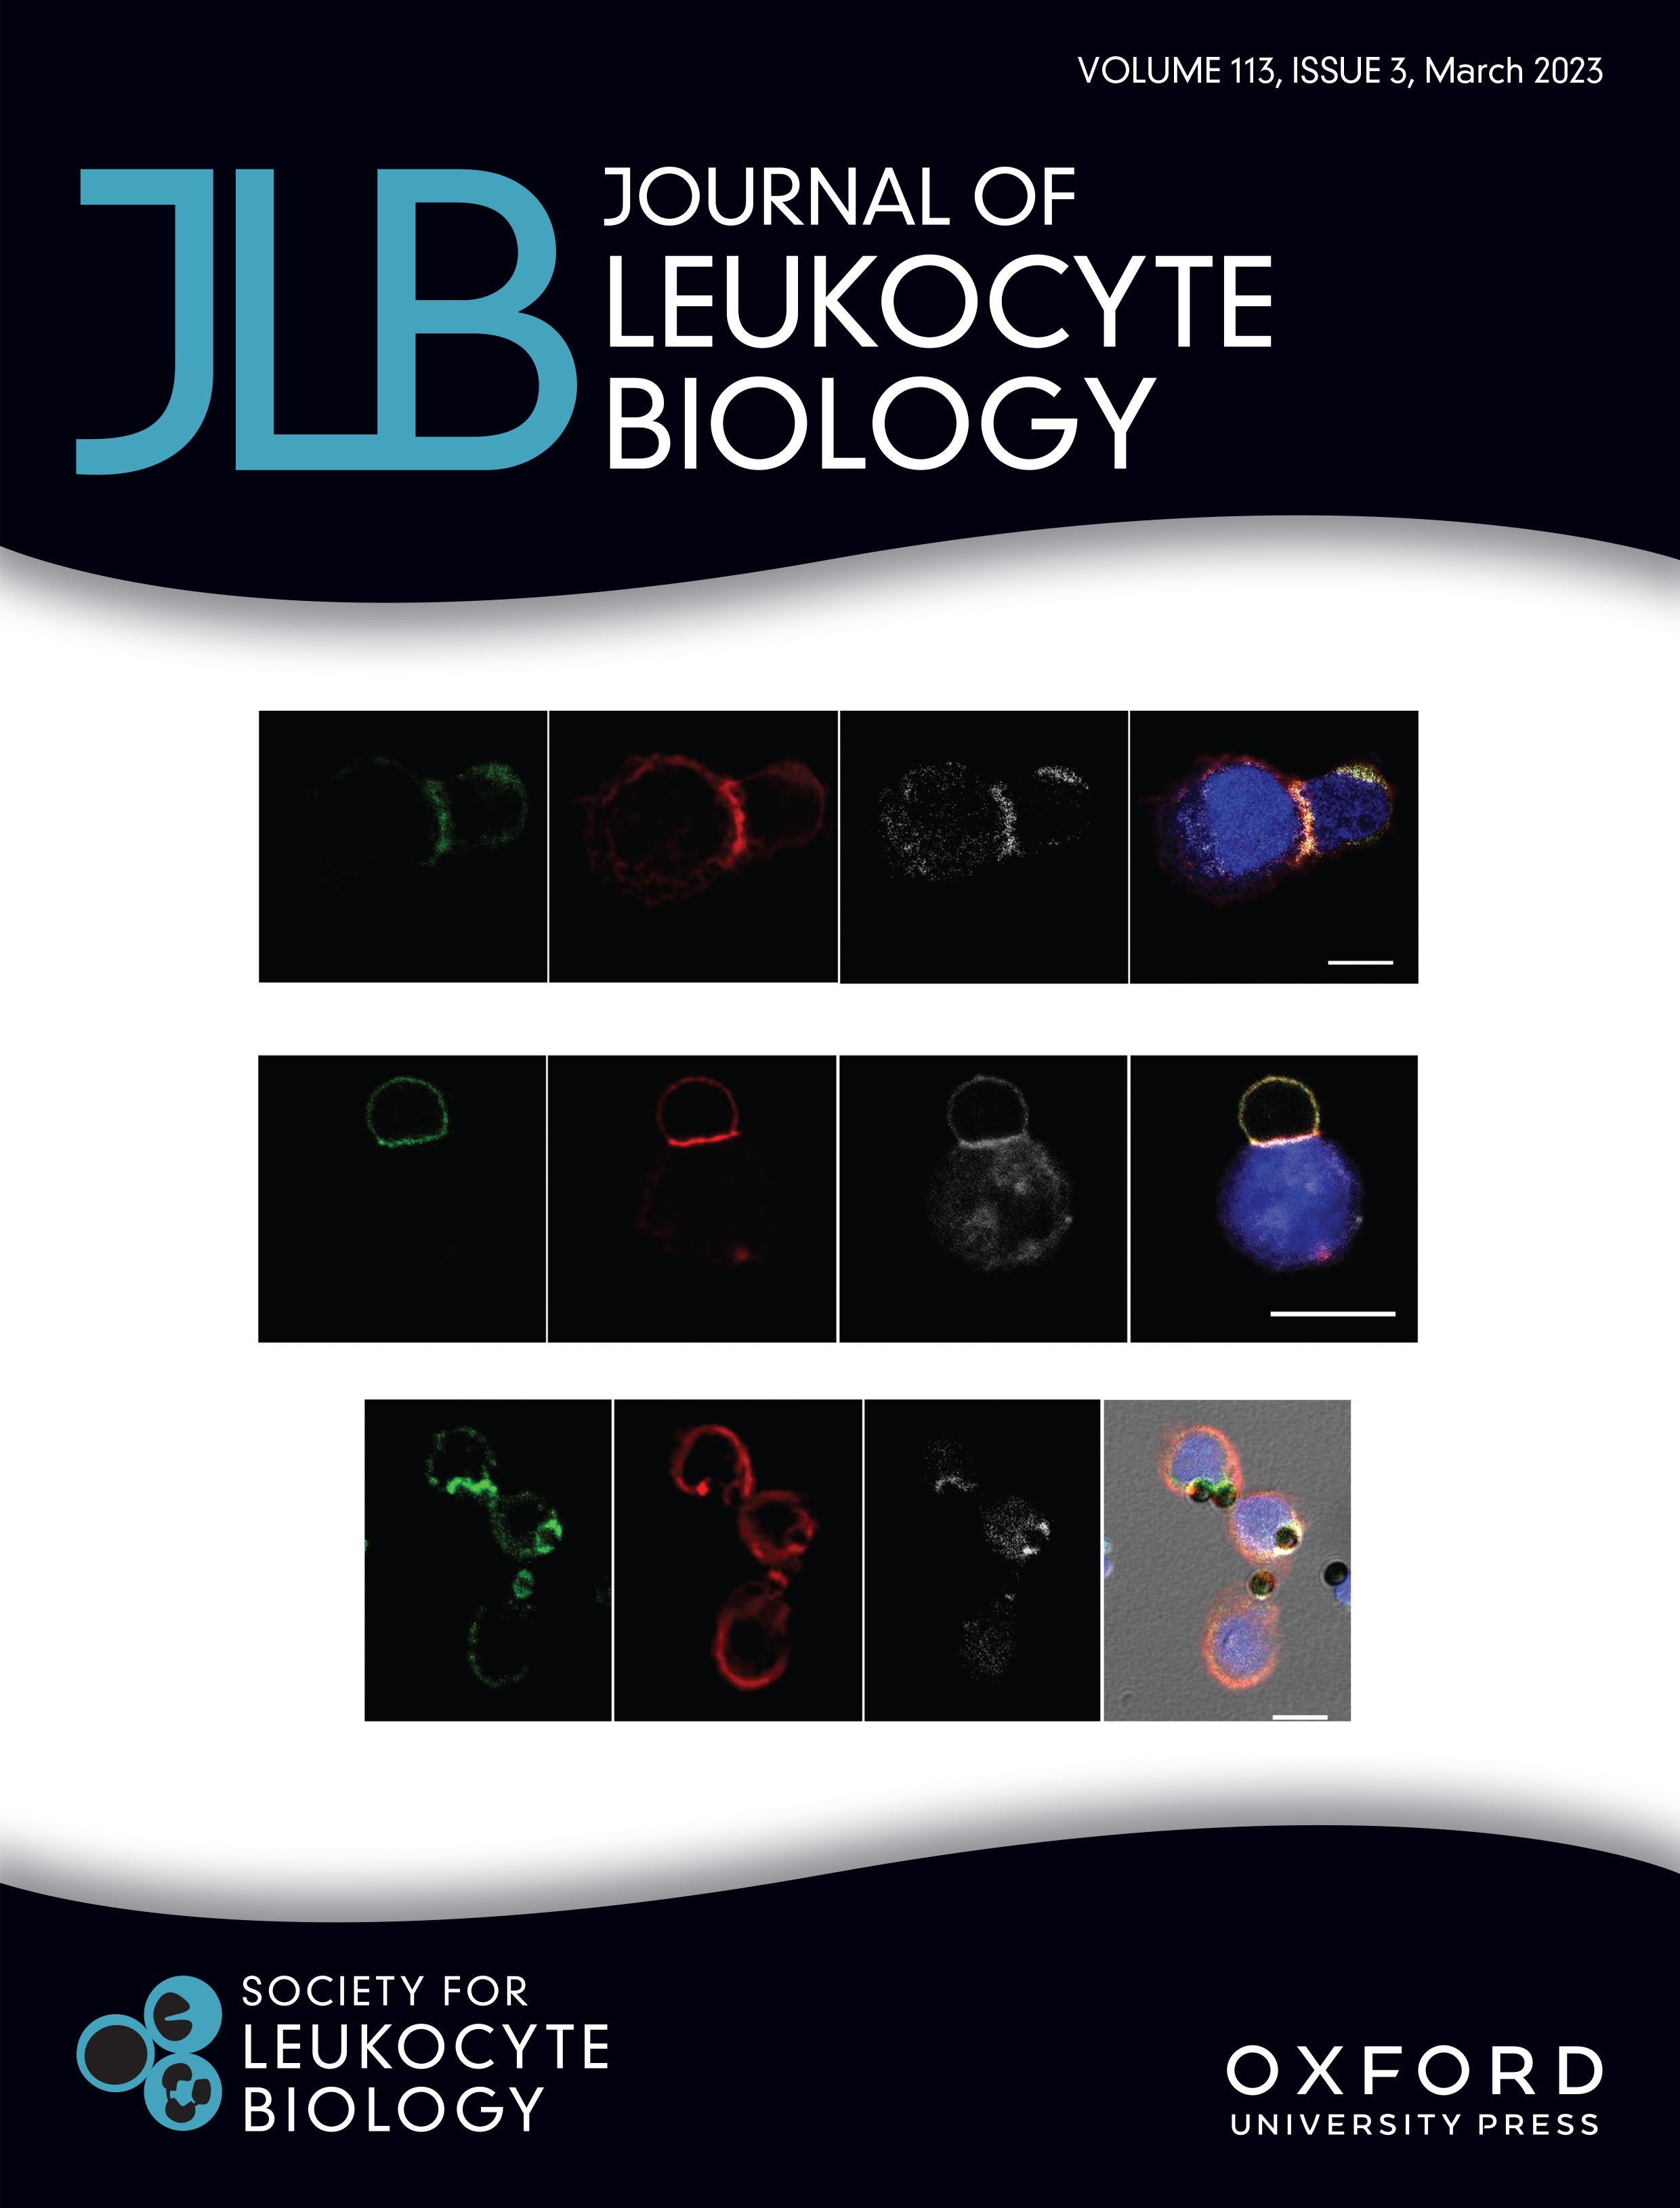 VOLUME 113, ISSUE 3, March 2023
JLB
JOURNAL OF
LEUKOCYTE
BIOLOGY
SOCIETY FOR
LEUKOCYTE
BIOLOGY
OXFORD
UNIVERSITY PRESS